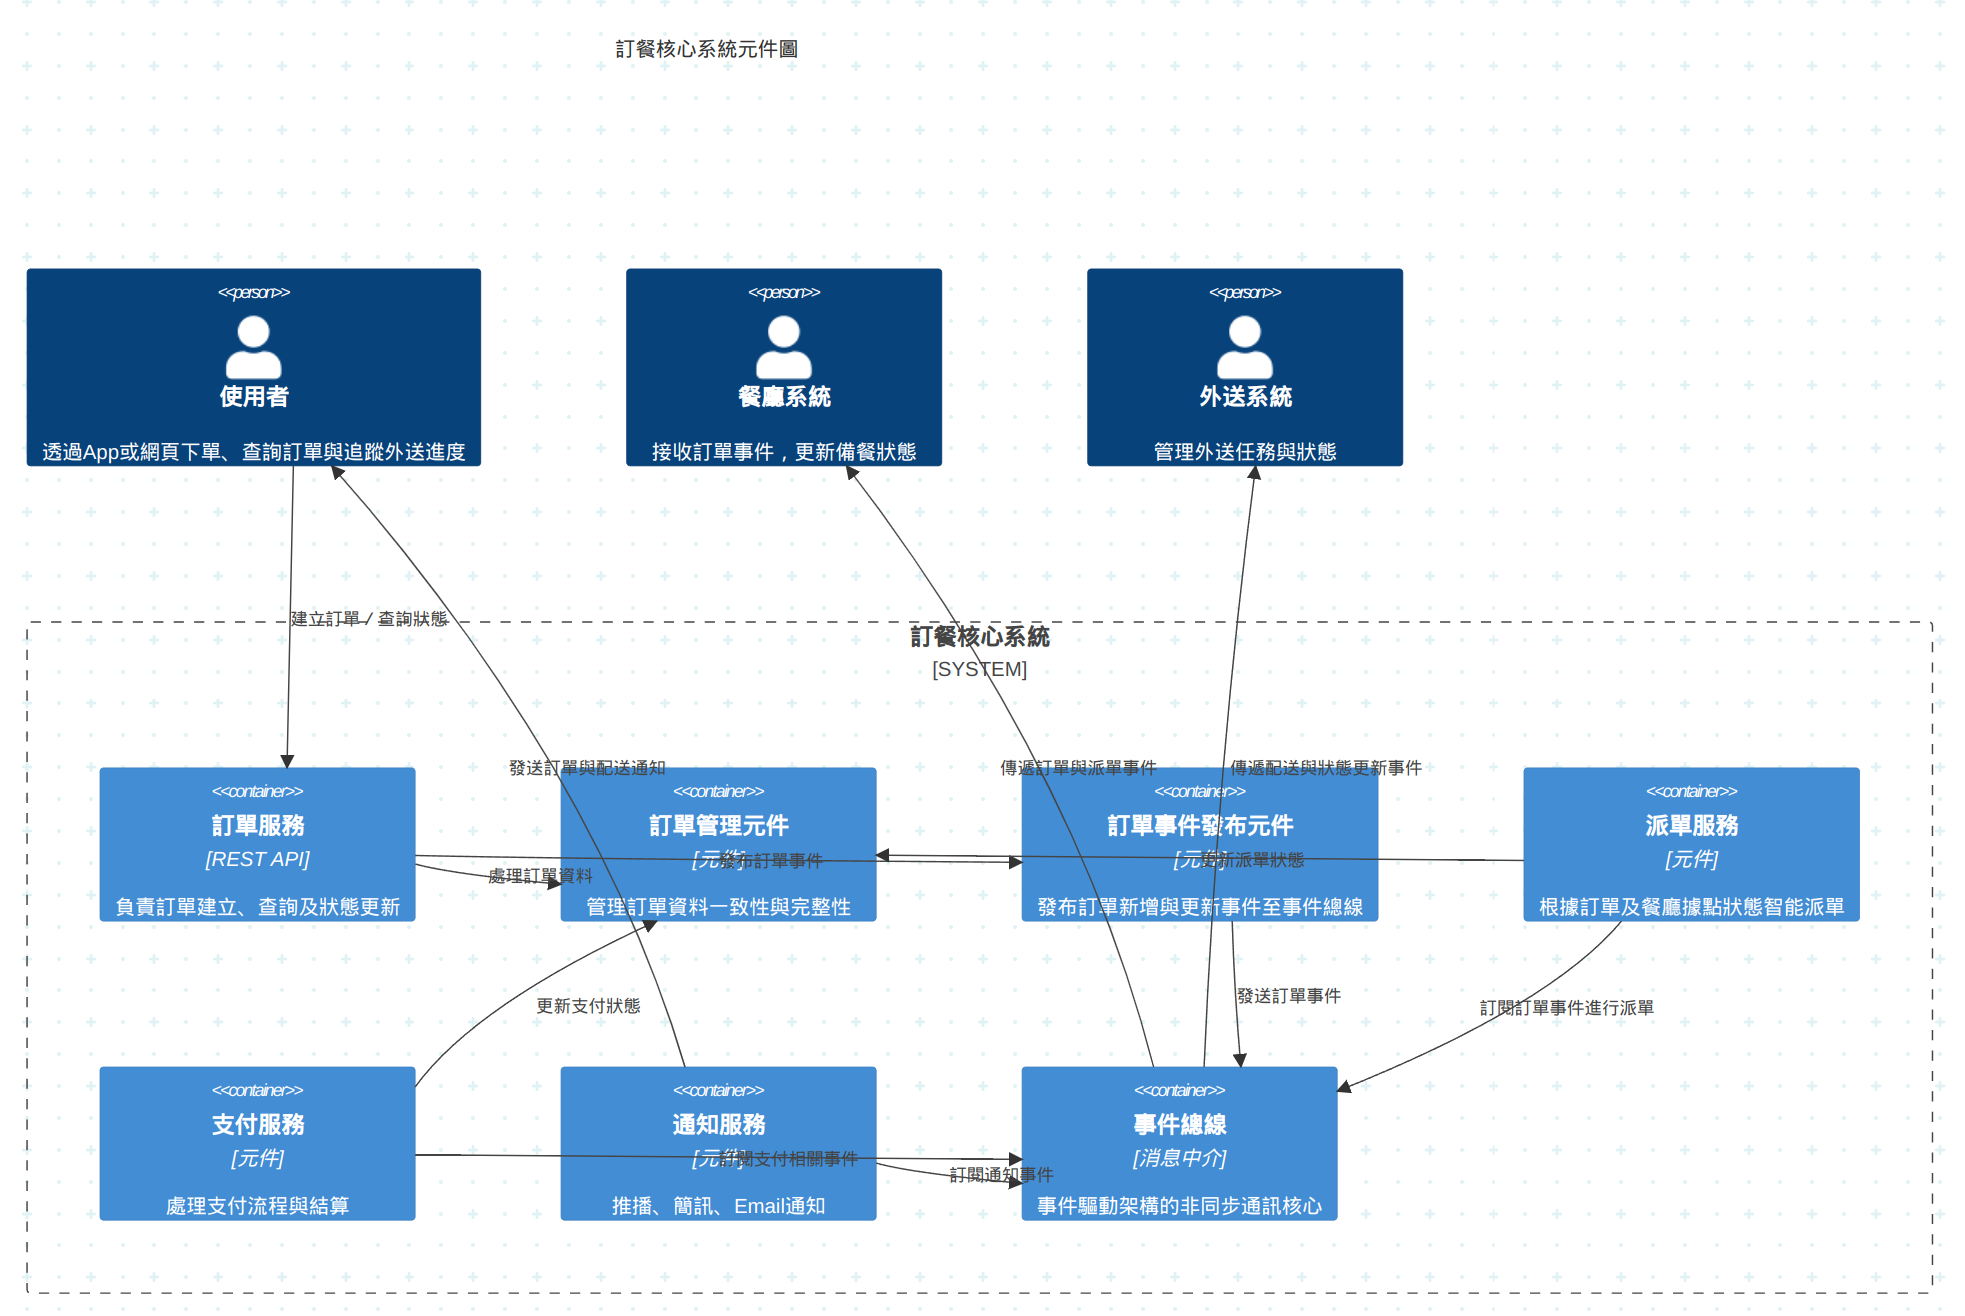 訂餐核心系統元件圖
<<person>>
使用者
透過App或網頁下單、查詢訂單與追蹤外送進度
<<person>>
餐廳系統
接收訂單事件，更新備餐狀態
<<person>>
外送系統
管理外送任務與狀態
建立訂單 / 查詢狀態
訂餐核心系統
[SYSTEM]
發送訂單與配送通知
傳遞訂單與派單事件
傳遞配送與狀態更新事件
<<container>>
訂單服務
[REST API]
負責訂單建立、查詢及狀態更新
<<container>>
訂單管理元件
[元件]
管理訂單資料一致性與完整性
<<container>>
訂單事件發布元件
[元件]
發布訂單新增與更新事件至事件總線
<<container>>
派單服務
[元件]
根據訂單及餐廳據點狀態智能派單
發布訂單事件
更新派單狀態
處理訂單資料
更新支付狀態
發送訂單事件
訂閱訂單事件進行派單
<<container>>
支付服務
[元件]
處理支付流程與結算
<<container>>
通知服務
[元件]
推播、簡訊、Email通知
<<container>>
事件總線
[消息中介]
事件驅動架構的非同步通訊核心
訂閱支付相關事件
訂閱通知事件